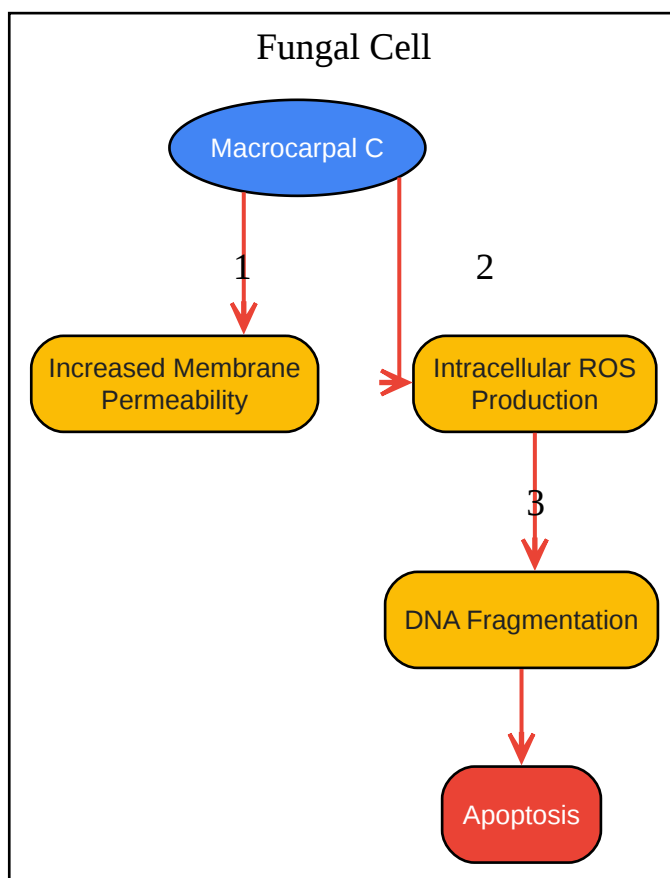 Fungal Cell
Macrocarpal C
1
2
Increased Membrane
Permeability
Intracellular ROS
Production
3
DNA Fragmentation
Apoptosis